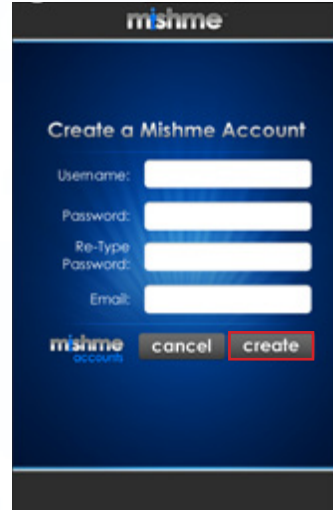 mishme
Create a Mishme Account
Username:
Password:
Re-Type
Password:
Email:
mishme
accounts
cancel
create